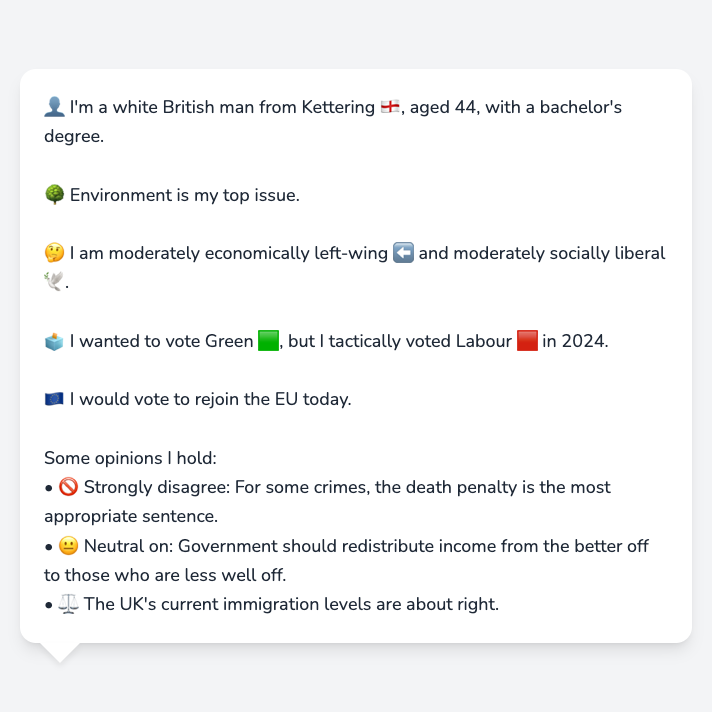 👤 I'm a white British man from Kettering 🏴󠁧󠁢󠁥󠁮󠁧󠁿, aged 44, with a bachelor's
degree.
🌳 Environment is my top issue.
🤔 I am moderately economically left-wing ⬅️ and moderately socially liberal
🕊️.
🗳️ I wanted to vote Green 🟩, but I tactically voted Labour 🟥 in 2024.
🇪🇺 I would vote to rejoin the EU today.
Some opinions I hold:
• 🚫 Strongly disagree: For some crimes, the death penalty is the most
appropriate sentence.
• 😐 Neutral on: Government should redistribute income from the better off
to those who are less well off.
• ⚖️ The UK's current immigration levels are about right.